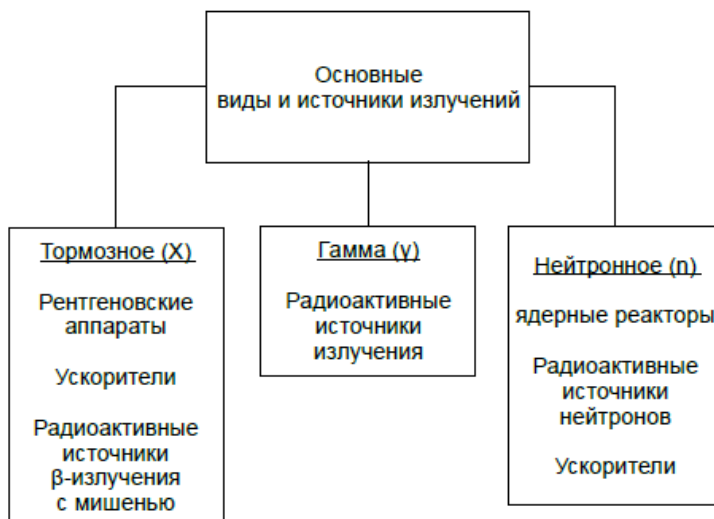 Основные
виды и источники излучений
Тормозное (X)
Рентгеновские
аппараты
Ускорители
Радиоактивные
источники
β-излучения
с мишенью
Гамма (γ)
Радиоактивные
источники
излучения
Нейтронное (n)
ядерные реакторы
Радиоактивные
источники
нейтронов
Ускорители